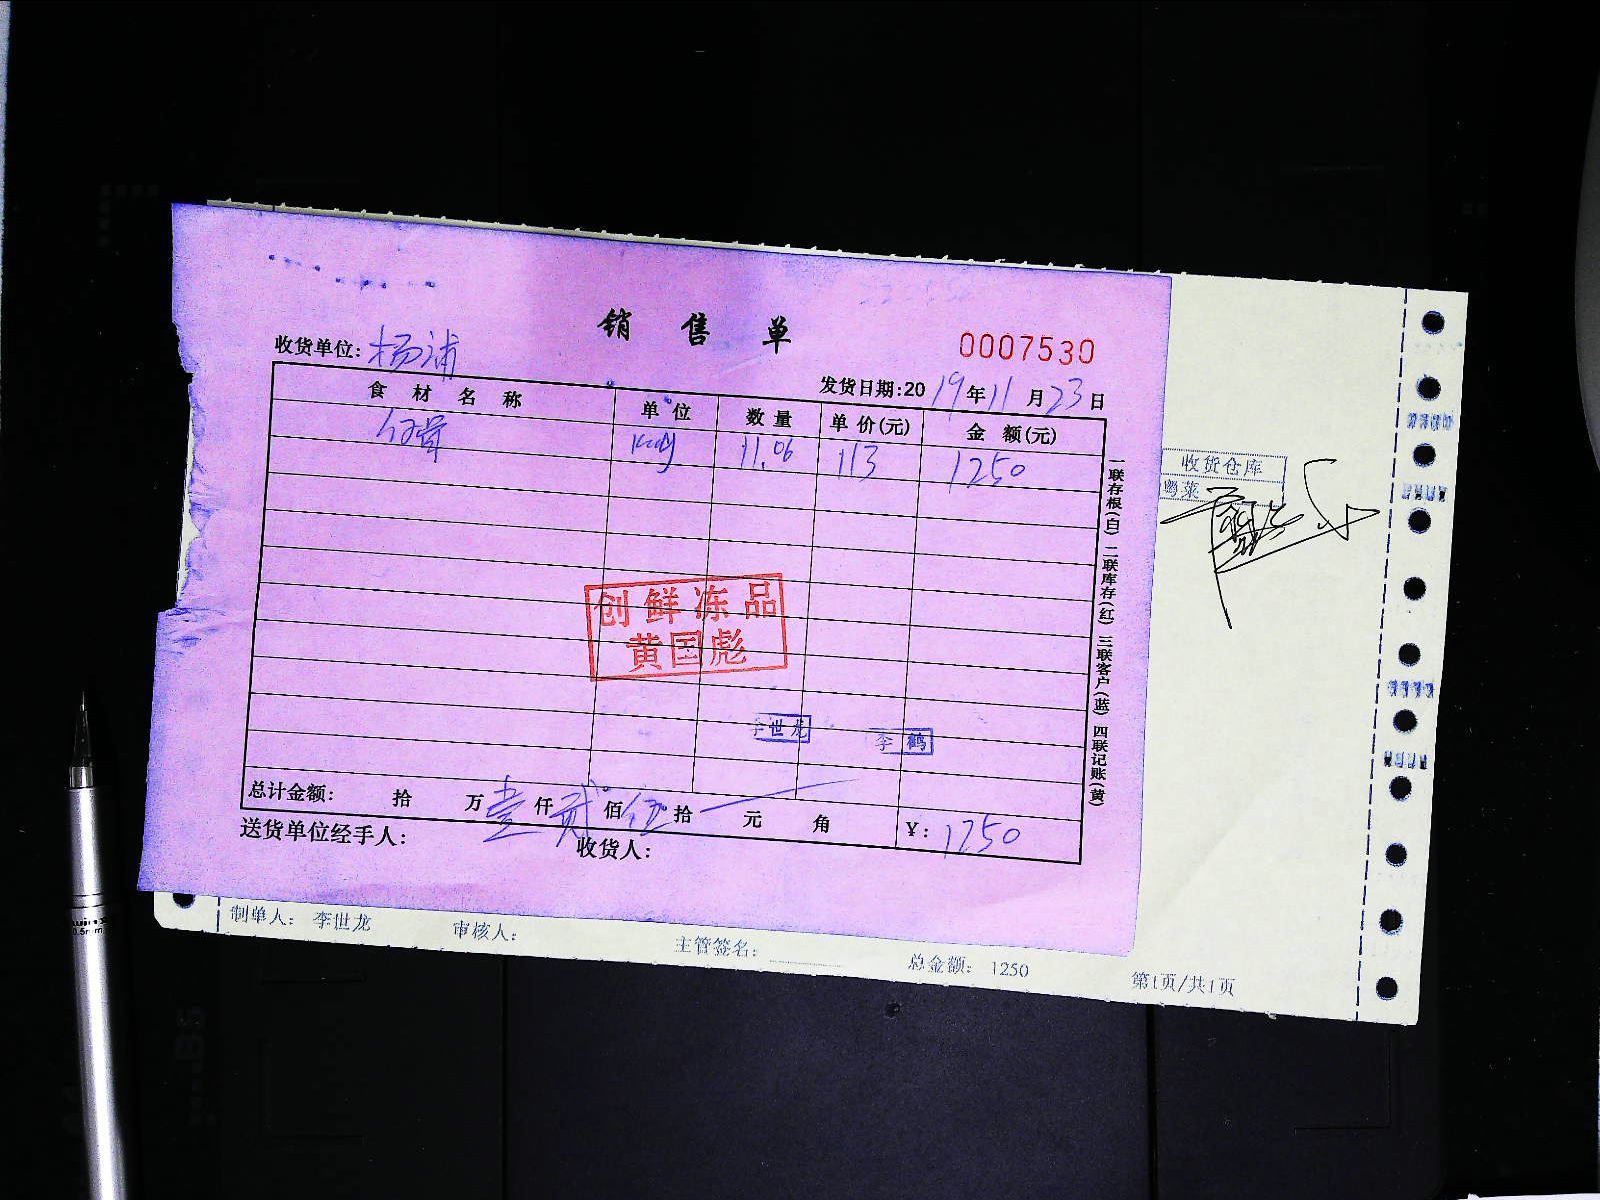 销售单
0007530
收货单位：杨浦
发货日期:2019年11月23日
食材名称 单位 数量 单价(元) 金额(元)
11.06 113 1250
一联存根(白) 二联库存(红) 三联客户(蓝) 四联记账(黄)
收货仓库
鹏莱
创鲜冻品
黄国彪
李世龙
李鹤
总计金额： 拾 万壹仟贰佰伍拾 元 角 ￥：1250
送货单位经手人： 收货人：
制单人： 李世龙 审核人： 主管签名： 总金额： 1250 第1页/共1页